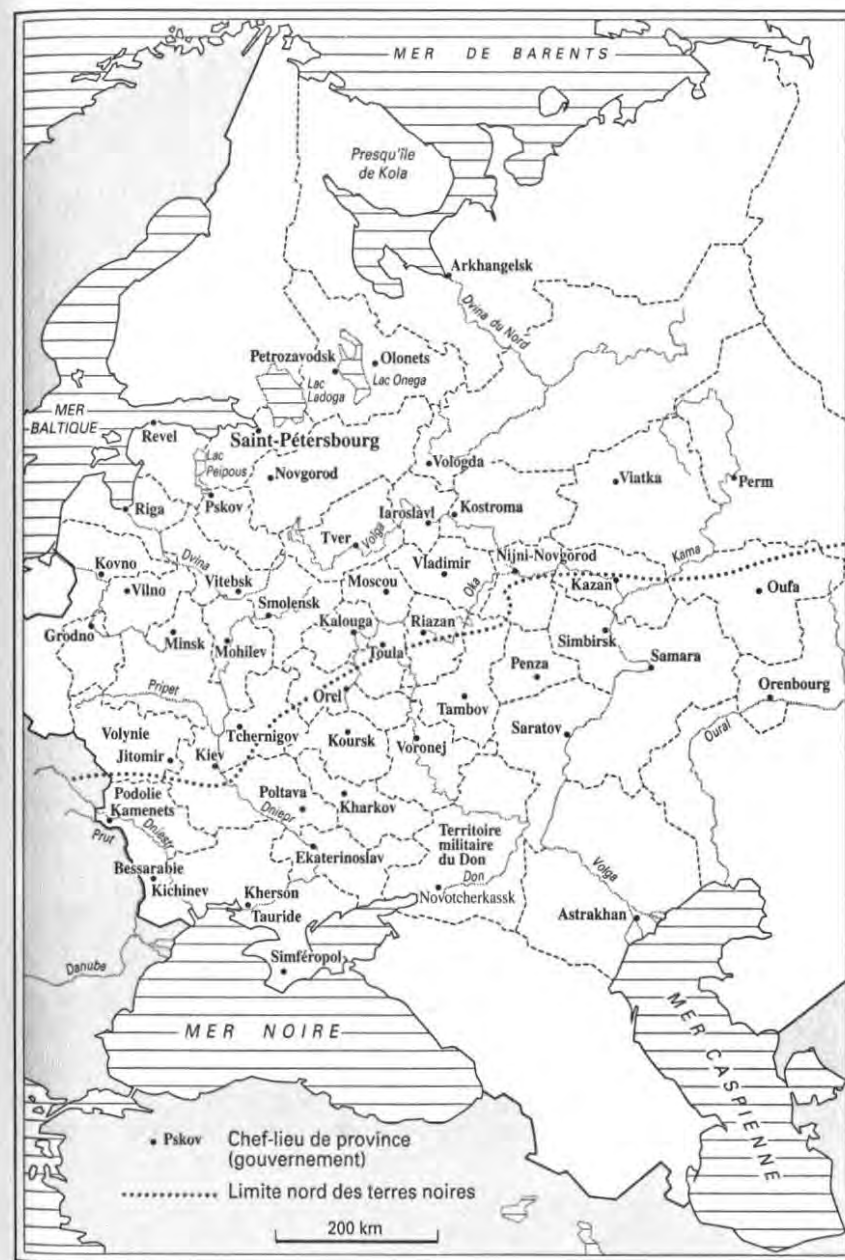 MER DE BARENTS
Presqu'île
de Kola
Arkhangelsk
Dvina du Nord
Petrozavodsk
Olonets
Lac
Ladoga
Lac Onega
MER
BALTIQUE
Revel
Saint-Pétersbourg
Lac
Peipous
Novgorod
Vologda
Viatka
Perm
Riga
Pskov
Iaroslavl
Kostroma
Tver
Volga
Kovno
Dvina
Vilno
Vitebsk
Moscou
Vladimir
Oka
Nijni-Novgorod
Kama
Kazan
Oufa
Grodno
Minsk
Mohilev
Smolensk
Kalouga
Riazan
Toula
Simbirsk
Samara
Penza
Pripet
Orel
Tambov
Orenbourg
Volynie
Jitomir
Tchernigov
Kiev
Koursk
Voronej
Saratov
Oural
Podolie
Kamenets
Poltava
Kharkov
Dniepr
Prut
Dniestr
Ekaterinoslav
Territoire
militaire
du Don
Don
Bessarabie
Kichinev
Kherson
Tauride
Novotcherkassk
Volga
Astrakhan
Danube
Simféropol
MER NOIRE
MER CASPIENNE
Pskov Chef-lieu de province
(gouvernement)
Limite nord des terres noires
200 km